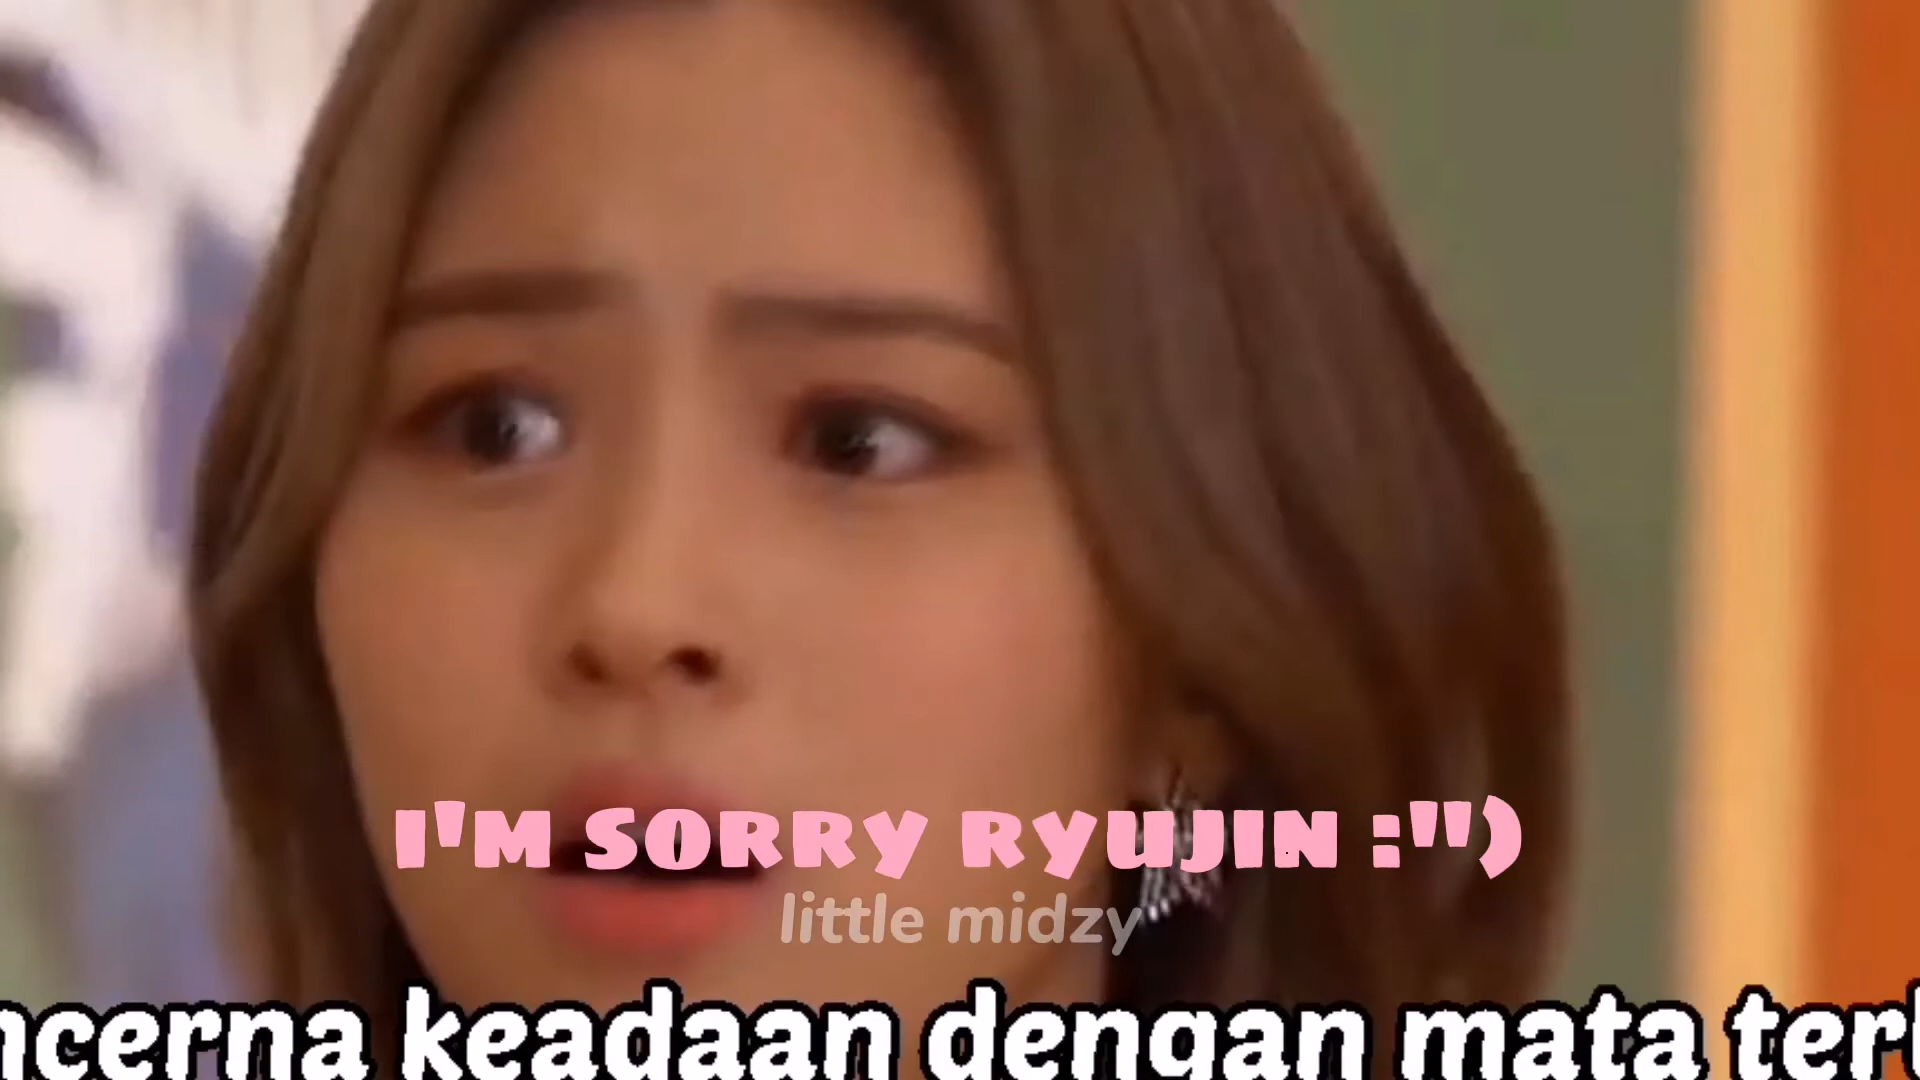 I'M SORRY RYUJIN :")
little midzy
keadaan dengan mata